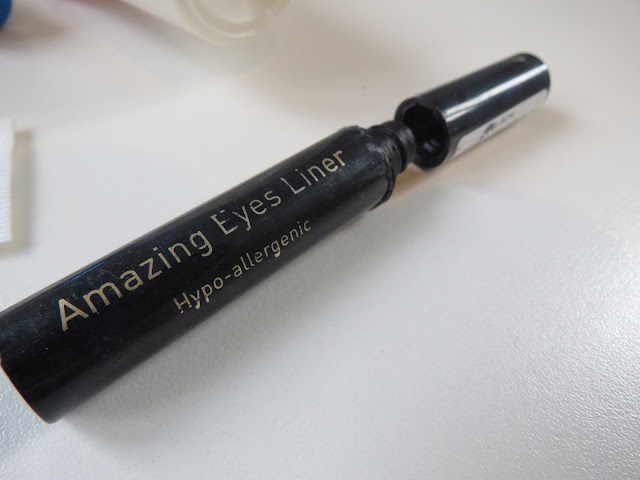 Amazing Eyes Liner
Hypo-allergenic